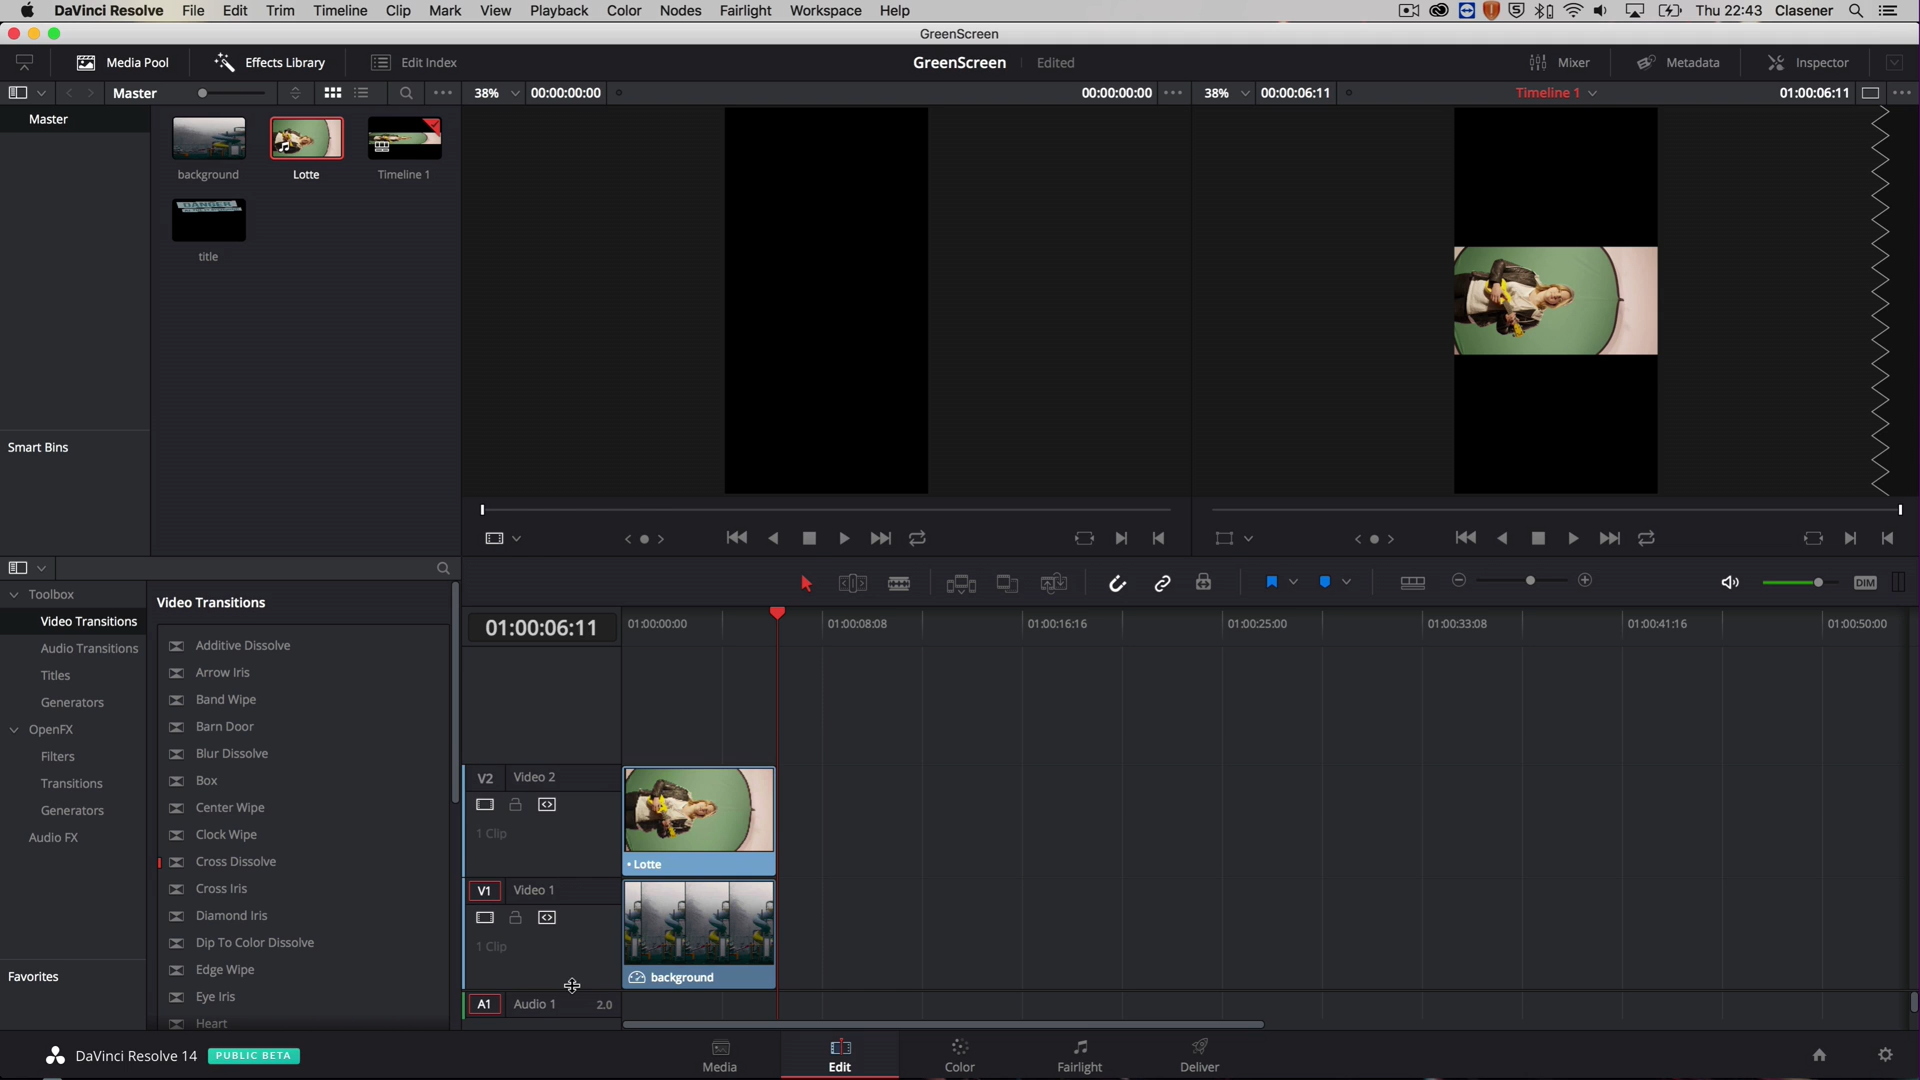 DaVinci Resolve File Edit Trim Timeline Clip Mark View Playback Color Nodes Fairlight Workspace Help Thu 22:43 Clasener
GreenScreen
Media Pool Effects Library Edit Index GreenScreen Edited Mixer Metadata Inspector
Master 38% 00:00:00:00 00:00:00:00 38% 00:00:06:11 Timeline 1 01:00:06:11
Master
background Lotte Timeline 1
DANGER
title
Smart Bins
Toolbox
Video Transitions
Audio Transitions
Titles
Generators
OpenFX
Filters
Transitions
Generators
Audio FX
Favorites
Video Transitions
Additive Dissolve
Arrow Iris
Band Wipe
Barn Door
Blur Dissolve
Box
Center Wipe
Clock Wipe
Cross Dissolve
Cross Iris
Diamond Iris
Dip To Color Dissolve
Edge Wipe
Eye Iris
Heart
DIM
01:00:06:11 01:00:00:00 01:00:08:08 01:00:16:16 01:00:25:00 01:00:33:08 01:00:41:16 01:00:50:00
V2 Video 2
1 Clip
• Lotte
V1 Video 1
1 Clip
background
A1 Audio 1 2.0
DaVinci Resolve 14 PUBLIC BETA
Media Edit Color Fairlight Deliver